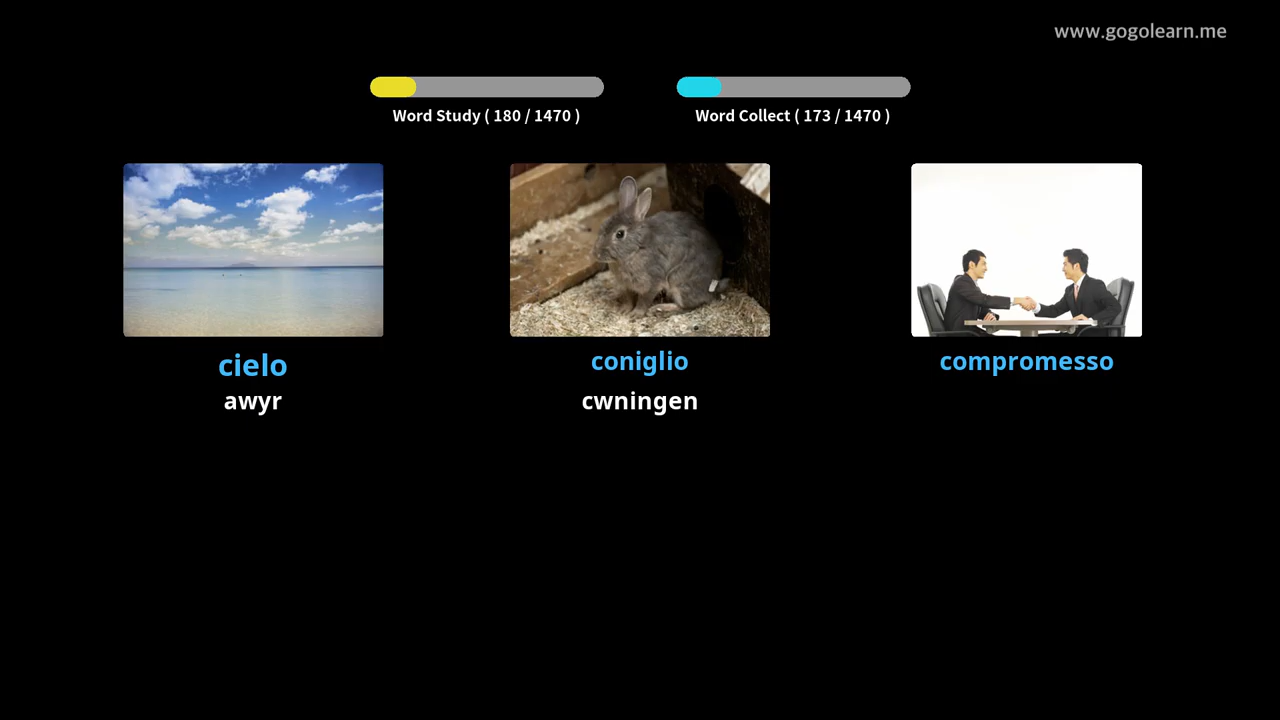 www.gogolearn.me
Word Study ( 180 / 1470 )
Word Collect ( 173 / 1470 )
cielo
awyr
coniglio
cwningen
compromesso